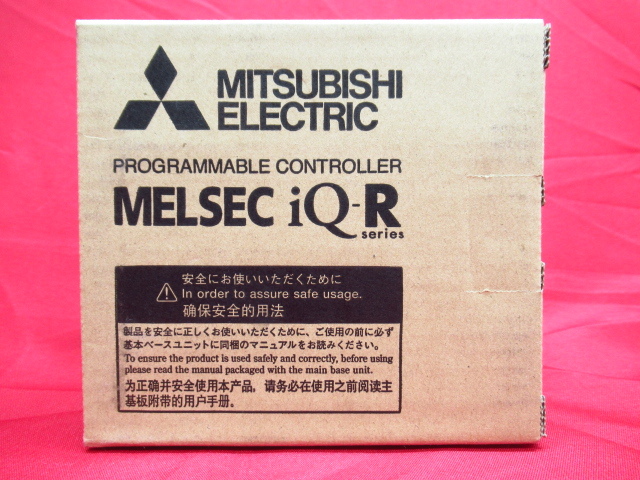 MITSUBISHI
ELECTRIC
PROGRAMMABLE CONTROLLER
MELSEC iQ-R
series
安全にお使いいただくために
In order to assure safe usage.
确保安全的用法
製品を安全に正しくお使いいただくために、ご使用の前に必ず
基本ベースユニットに同梱のマニュアルをお読みください。
To ensure the product is used safely and correctly, before using
please read the manual packaged with the main base unit.
为正确并安全使用本产品，请务必在使用之前阅读主
基板附带的用户手册。